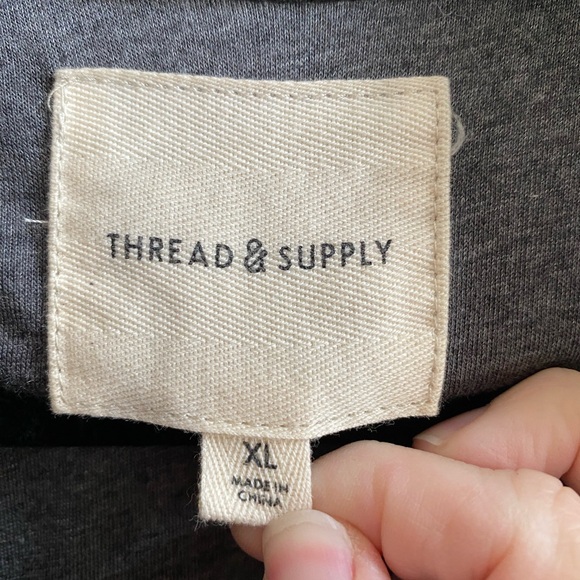 THREAD & SUPPLY
XL
MADE IN
CHINA